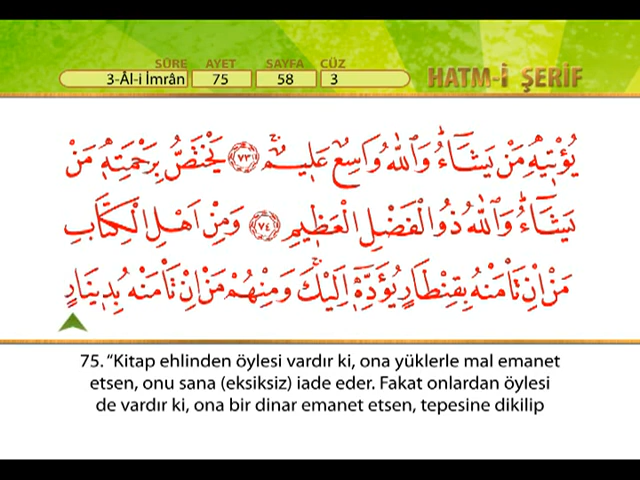 SÛRE AYET SAYFA CÜZ
3-Âl-i İmrân 75 58 3 HATM-İ ŞERİF
يُؤْت۪يهِ مَنْ يَشَٓاءُ وَاللّٰهُ وَاسِعٌ عَل۪يمٌۚ ﴿٧٣﴾ يَخْتَصُّ بِرَحْمَتِه۪ مَنْ
يَشَٓاءُ وَاللّٰهُ ذُوالْفَضْلِ الْعَظ۪يمِ ﴿٧٤﴾ وَمِنْ اَهْلِ الْكِتَابِ
مَنْ اِنْ تَأْمَنْهُ بِقِنْطَارٍ يُؤَدِّه۪ٓ اِلَيْكَۚ وَمِنْهُمْ مَنْ اِنْ تَأْمَنْهُ بِد۪ينَارٍ
75. “Kitap ehlinden öylesi vardır ki, ona yüklerle mal emanet
etsen, onu sana (eksiksiz) iade eder. Fakat onlardan öylesi
de vardır ki, ona bir dinar emanet etsen, tepesine dikilip